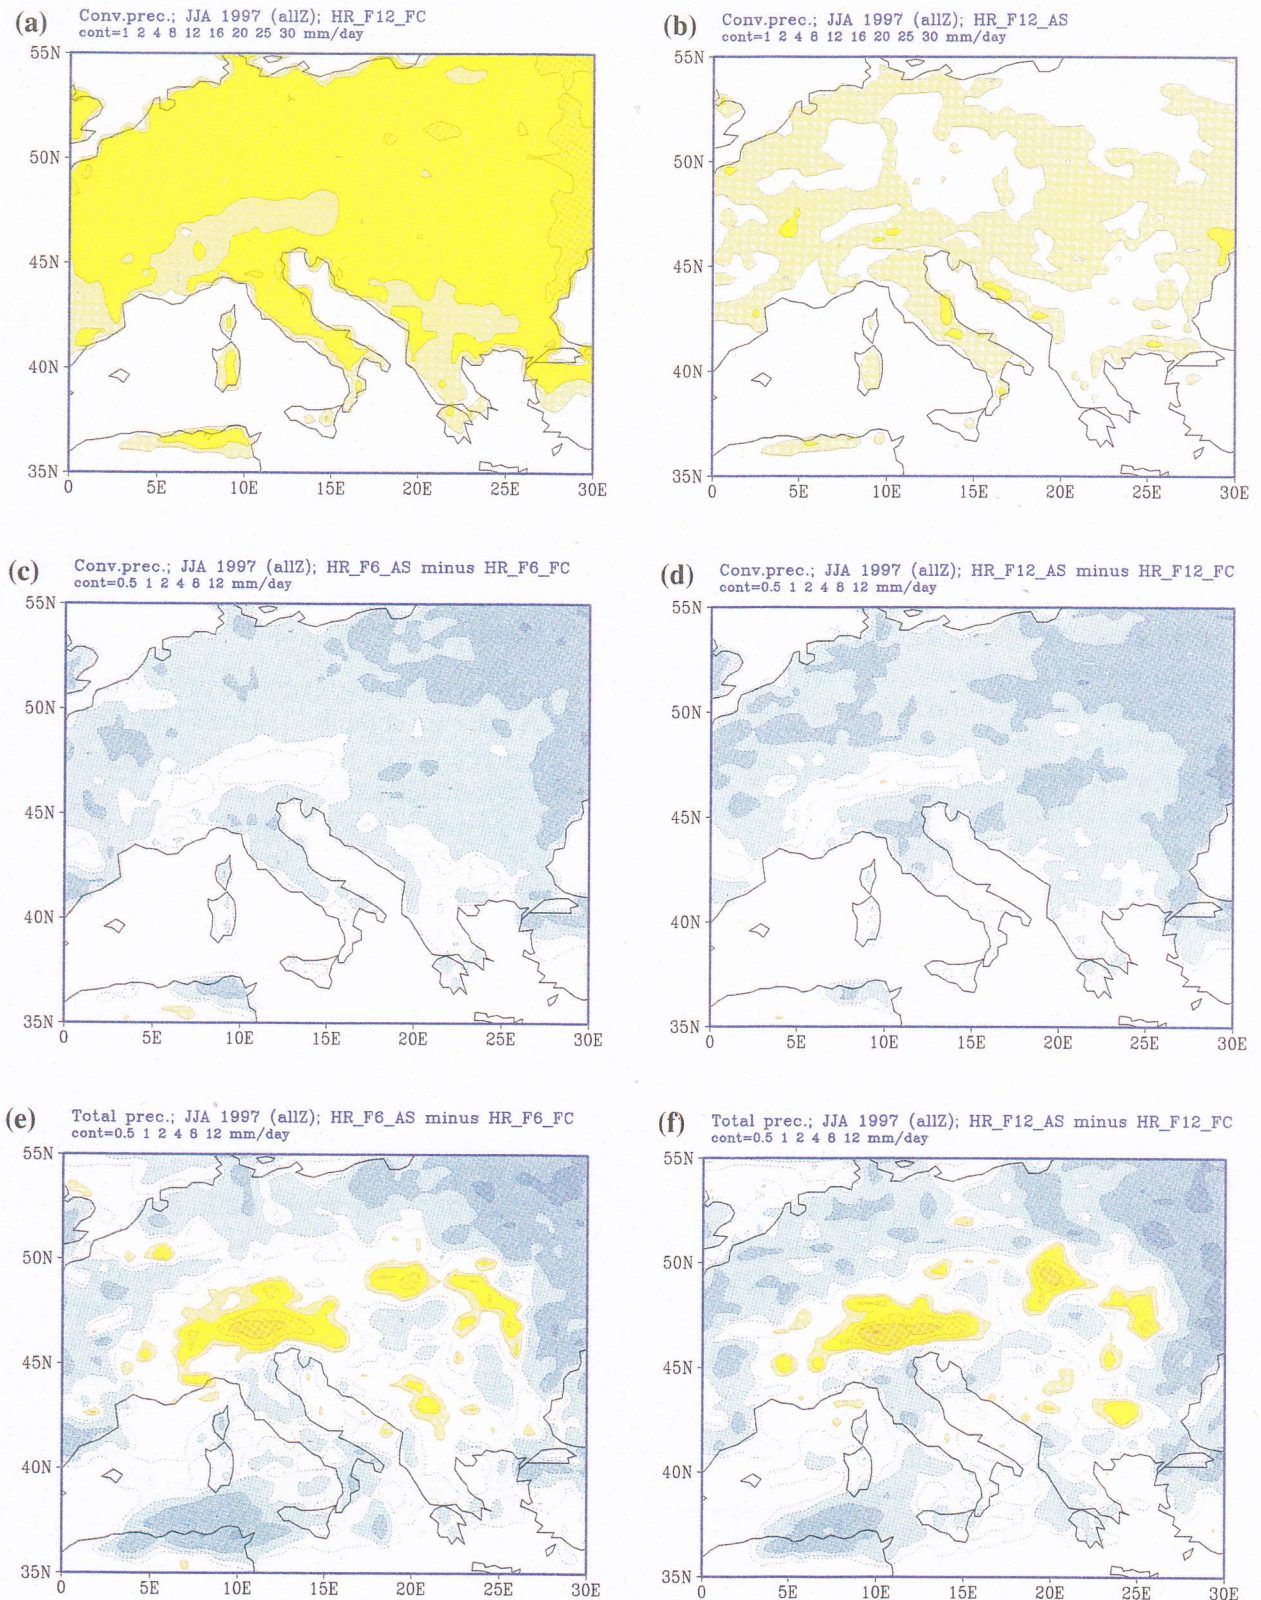 (a) Conv.prec.; JJA 1997 (allZ); HR_F12_FC
cont=1 2 4 8 12 16 20 25 30 mm/day
55N
50N
45N
40N
35N
0 5E 10E 15E 20E 25E 30E
(b) Conv.prec.; JJA 1997 (allZ); HR_F12_AS
cont=1 2 4 8 12 16 20 25 30 mm/day
55N
50N
45N
40N
35N
0 5E 10E 15E 20E 25E 30E
(c) Conv.prec.; JJA 1997 (allZ); HR_F6_AS minus HR_F6_FC
cont=0.5 1 2 4 8 12 mm/day
55N
50N
45N
40N
35N
0 5E 10E 15E 20E 25E 30E
(d) Conv.prec.; JJA 1997 (allZ); HR_F12_AS minus HR_F12_FC
cont=0.5 1 2 4 8 12 mm/day
55N
50N
45N
40N
35N
0 5E 10E 15E 20E 25E 30E
(e) Total prec.; JJA 1997 (allZ); HR_F6_AS minus HR_F6_FC
cont=0.5 1 2 4 8 12 mm/day
55N
50N
45N
40N
35N
0 5E 10E 15E 20E 25E 30E
(f) Total prec.; JJA 1997 (allZ); HR_F12_AS minus HR_F12_FC
cont=0.5 1 2 4 8 12 mm/day
55N
50N
45N
40N
35N
0 5E 10E 15E 20E 25E 30E